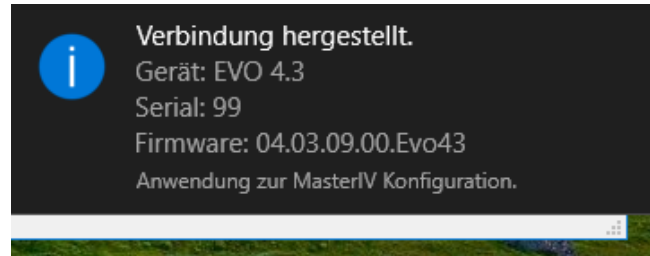 Verbindung hergestellt.
Gerät: EVO 4.3
Serial: 99
Firmware: 04.03.09.00.Evo43
Anwendung zur MasterIV Konfiguration.